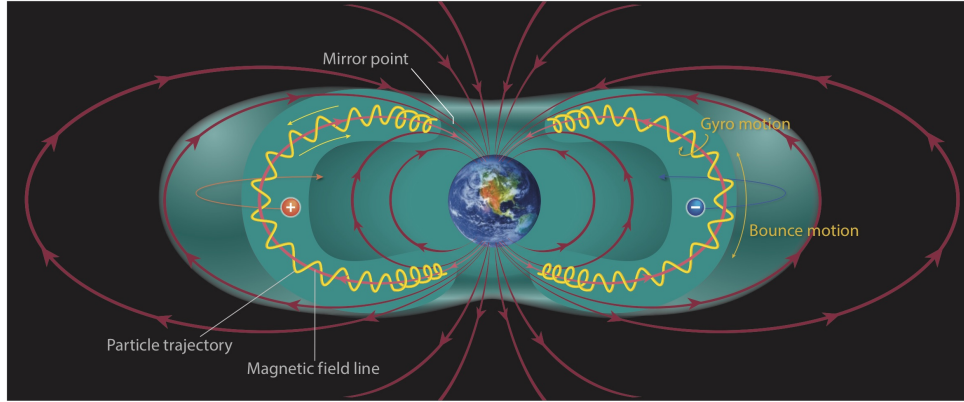 Mirror point
Gyro motion
+
−
Bounce motion
Particle trajectory
Magnetic field line